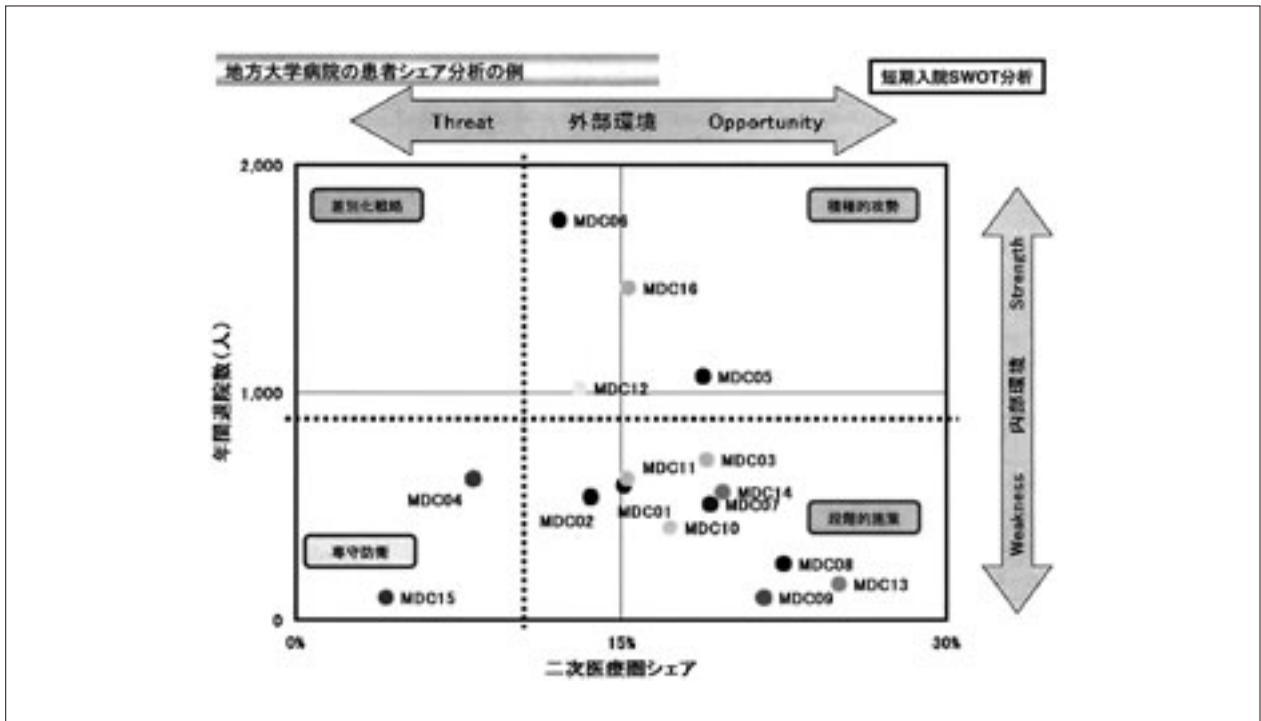 地方大学病院の患者シェア分析の例
短期入院SWOT分析
Threat 外部環境 Opportunity
2,000
差別化戦略
積極的攻勢
MDC06
MDC16
MDC05
MDC12
1,000
MDC03
MDC11
MDC04
MDC14
MDC02
MDC01
MDC07
MDC10
段階的施策
専守防衛
MDC08
MDC13
MDC15
MDC09
0
0%
15%
30%
二次医療圏シェア
年間退院数(人)
Strength
内部環境
Weakness